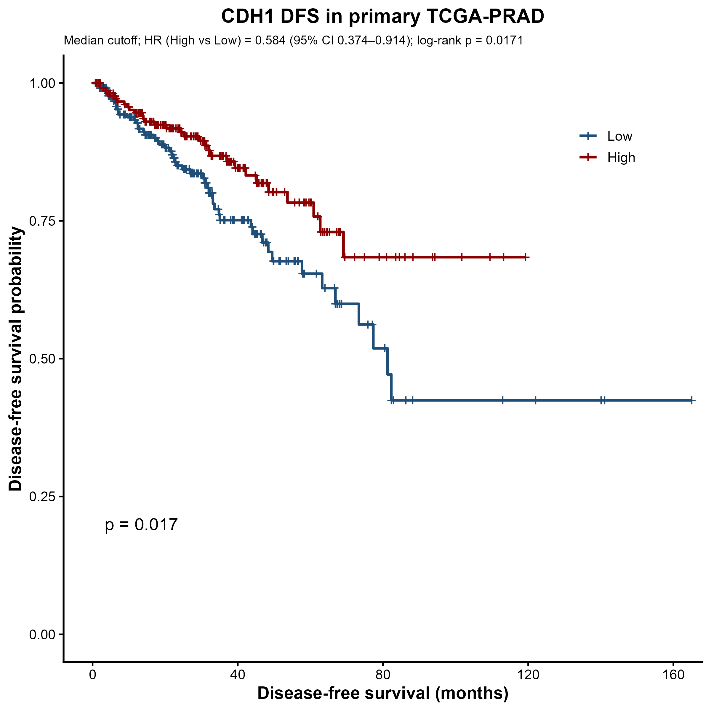 CDH1 DFS in primary TCGA-PRAD
Median cutoff; HR (High vs Low) = 0.584 (95% CI 0.374–0.914); log-rank p = 0.0171
1.00
0.75
0.50
0.25
0.00
Disease-free survival probability
Low
High
p = 0.017
0 40 80 120 160
Disease-free survival (months)